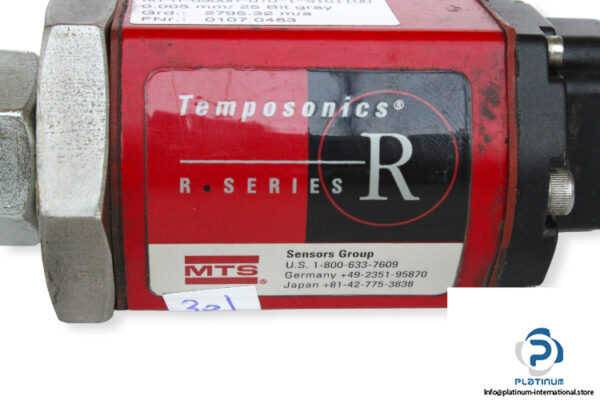 0.005 mm/ 25 Bit gray
Grd.: 2795.32 m/s
FNr.: 0107 0463
Temposonics®
R
R•SERIES
MTS®
Sensors Group
U.S. 1-800-633-7609
Germany +49-2351-95870
Japan +81-42-775-3838
301
PLATINUM
INTERNATIONAL
Info@platinum-international.store